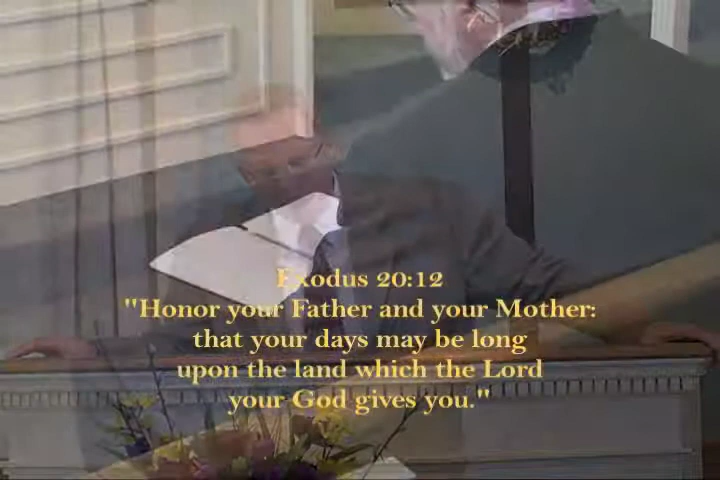 Exodus 20:12
"Honor your Father and your Mother:
that your days may be long
upon the land which the Lord
your God gives you."